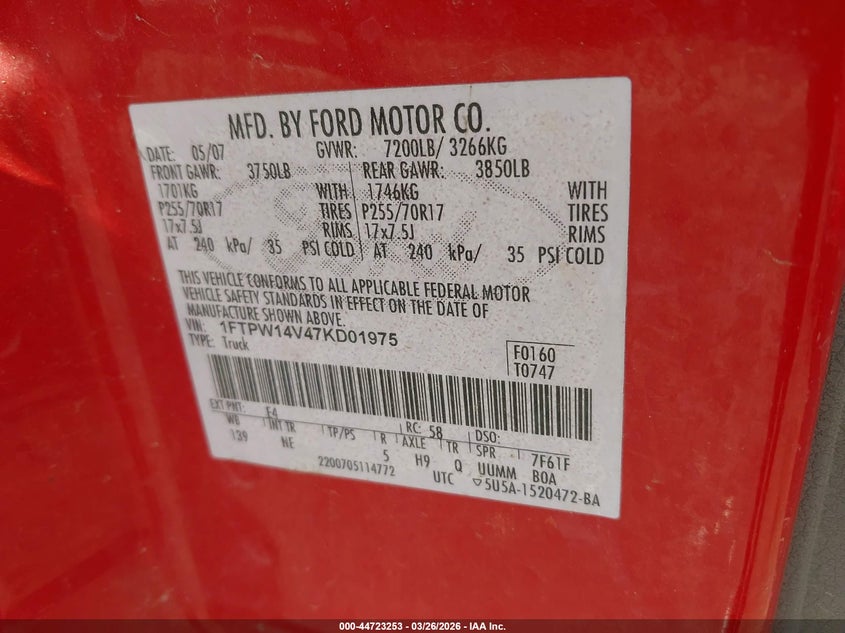 MFD. BY FORD MOTOR CO.
DATE: 05/07 GVWR: 7200LB/ 3266KG
FRONT GAWR: 3750LB REAR GAWR: 3850LB
1701KG WITH 1746KG WITH
P255/70R17 TIRES P255/70R17 TIRES
17x7.5J RIMS 17x7.5J RIMS
AT 240 kPa/ 35 PSI COLD AT 240 kPa/ 35 PSI COLD
THIS VEHICLE CONFORMS TO ALL APPLICABLE FEDERAL MOTOR
VEHICLE SAFETY STANDARDS IN EFFECT ON THE DATE OF
MANUFACTURE SHOWN ABOVE.
VIN: 1FTPW14V47KD01975
TYPE: Truck
F0160
T0747
EXT PNT: F4 RC: 58 DSO:
WB INT TR TP/PS R AXLE TR SPR 7F61F
139 NE 5 H9 Q UUMM BOA
2200705114772 UTC ▽5U5A-1520472-BA
000-44723253 | 03/26/2026 - IAA Inc.